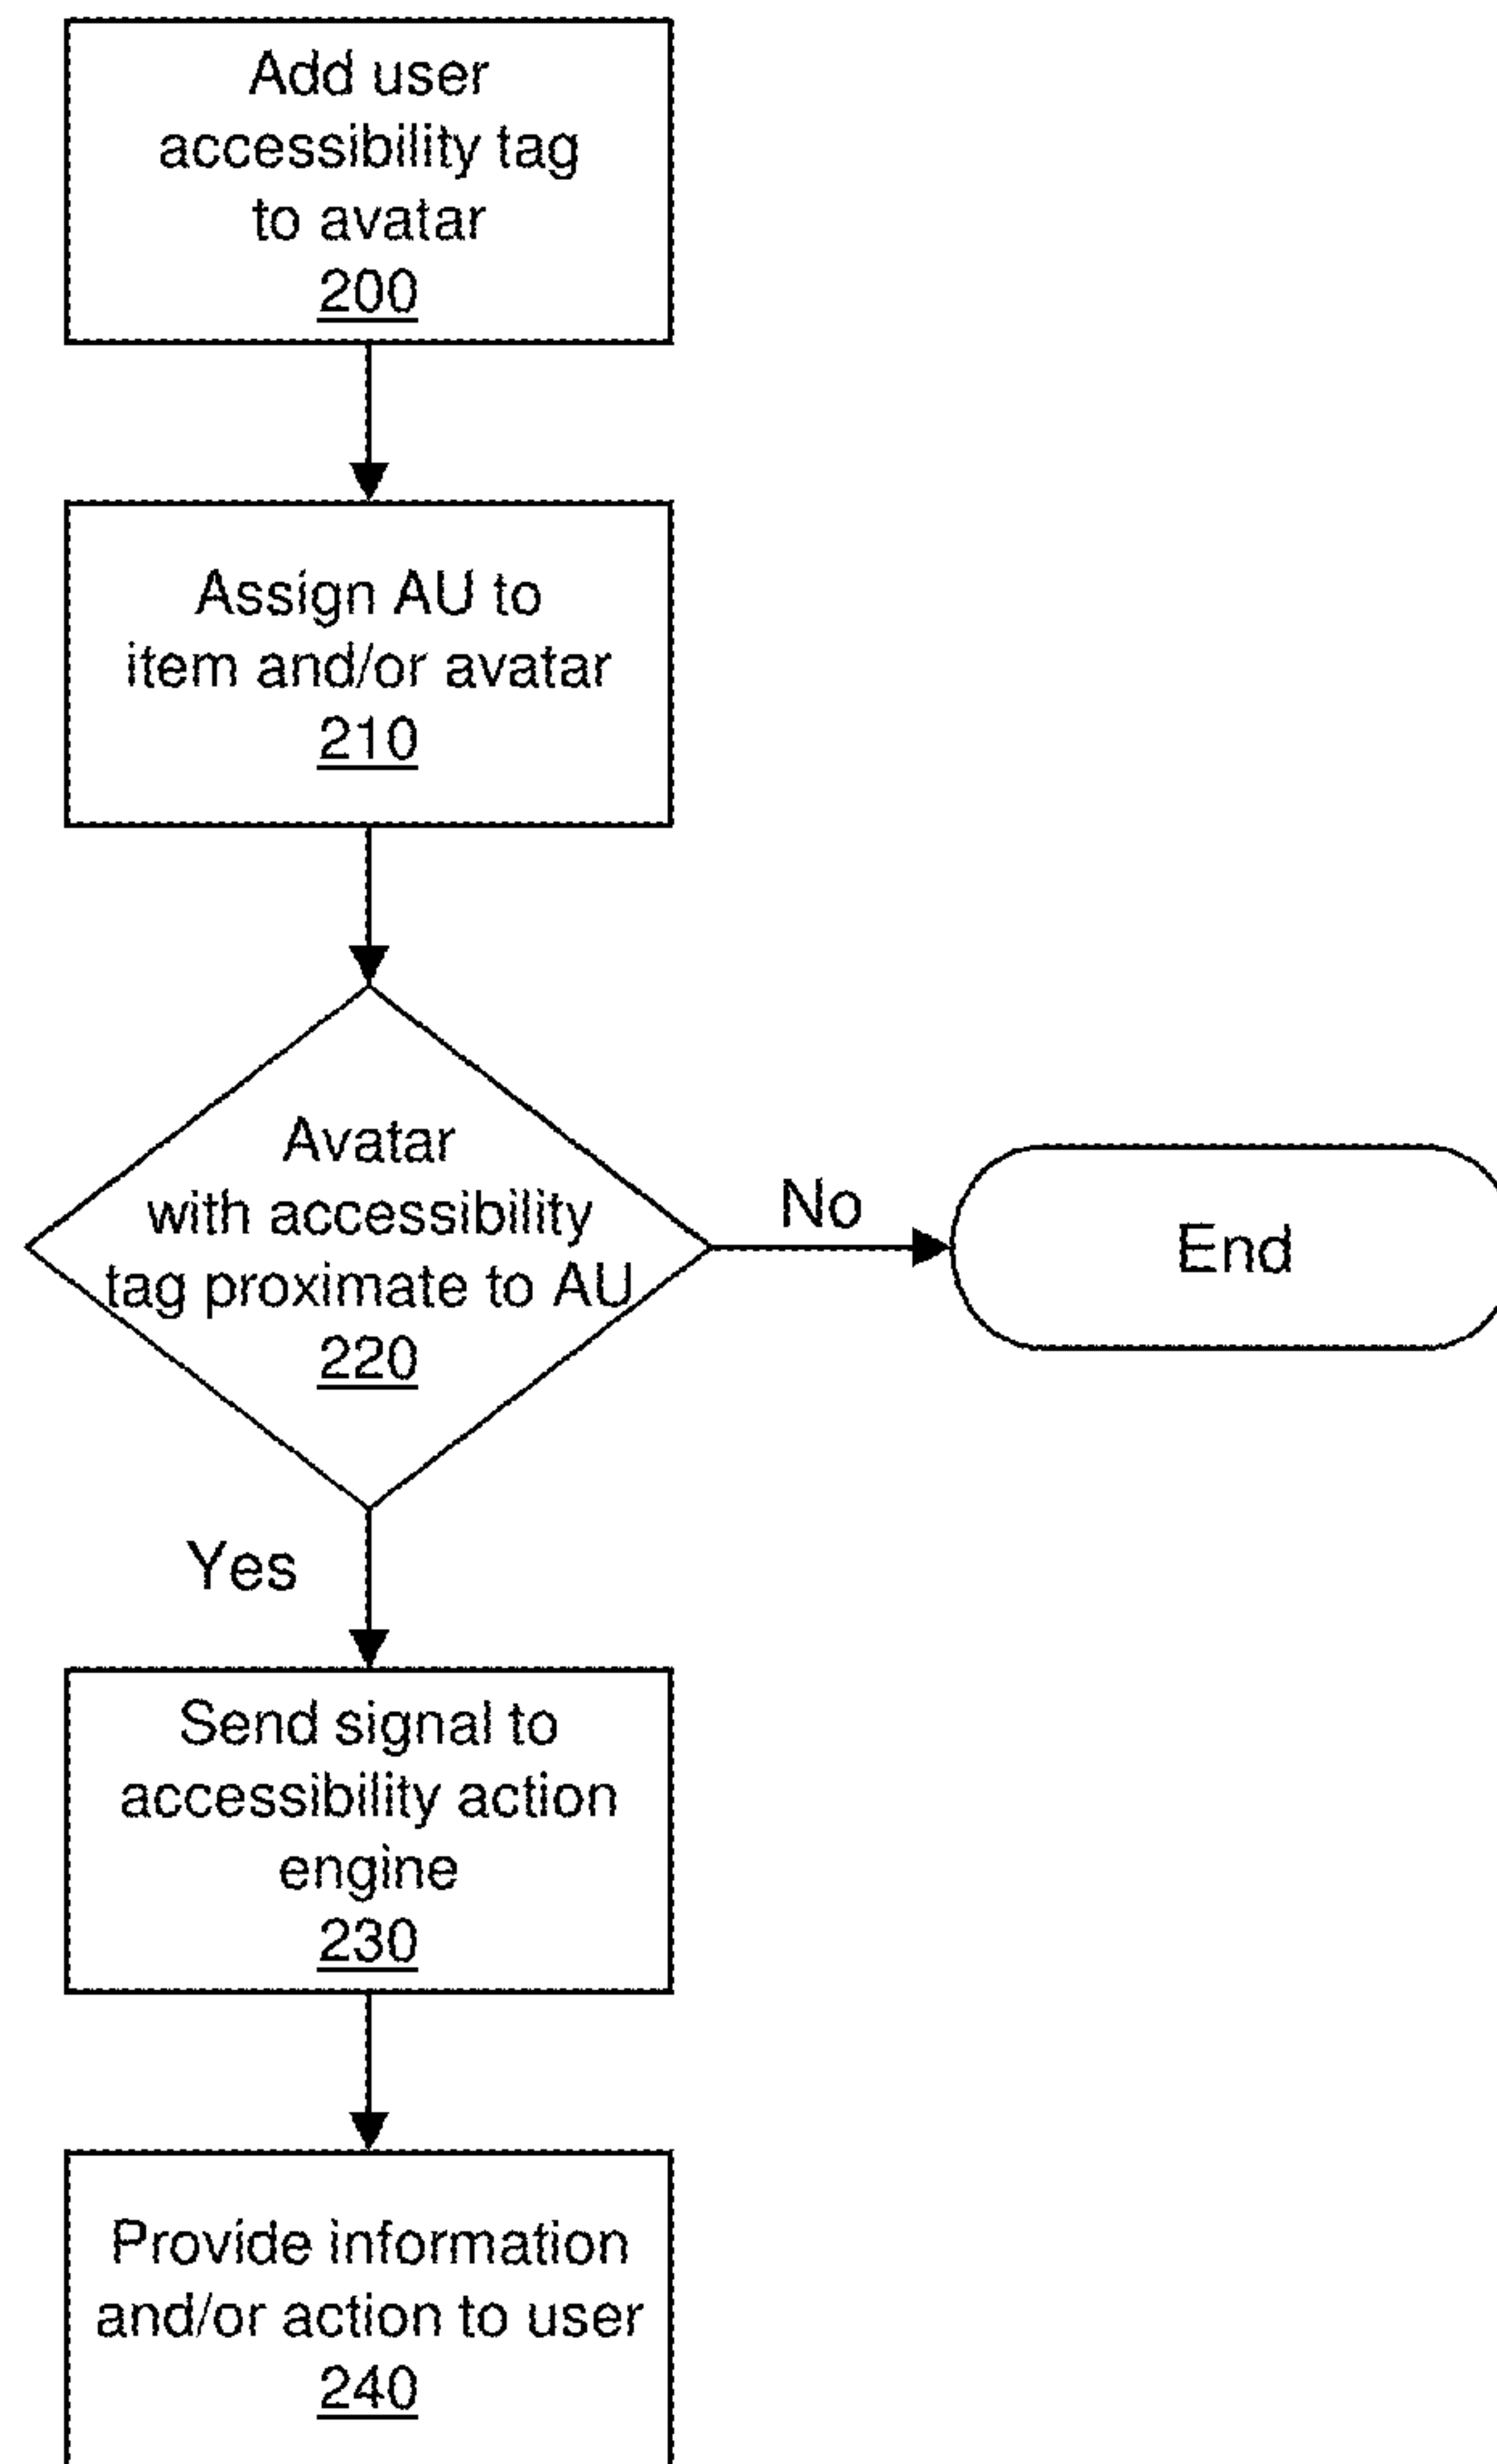 Add user
accessibility tag
to avatar
200
Assign AU to
item and/or avatar
210
Avatar
with accessibility
tag proximate to AU
220
No
End
Yes
Send signal to
accessibility action
engine
230
Provide information
and/or action to user
240